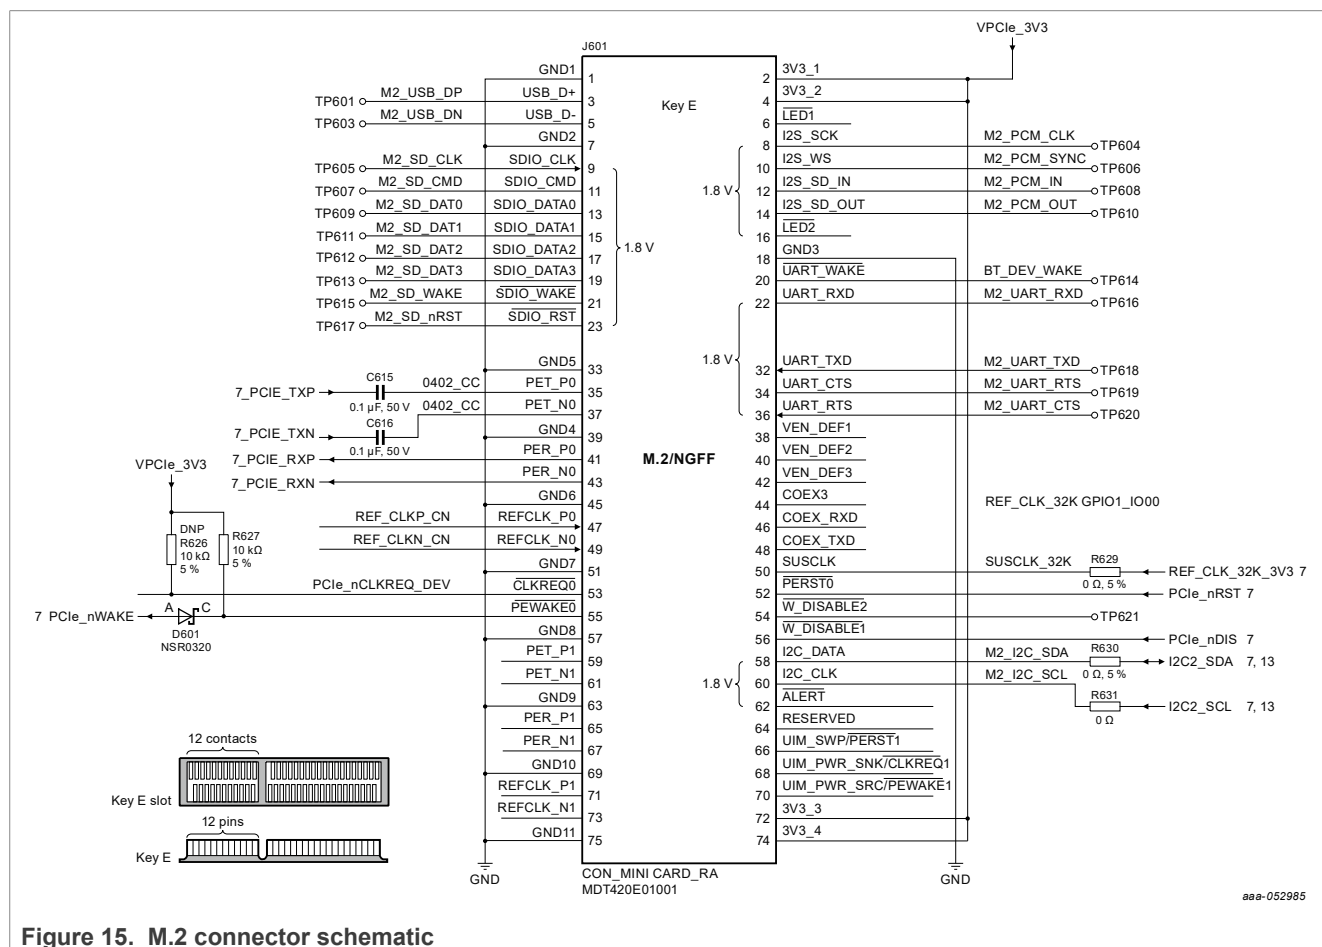 VPCIe_3V3
J601
GND1 1 2 3V3_1
TP601 M2_USB_DP USB_D+ 3 4 3V3_2
Key E
TP603 M2_USB_DN USB_D- 5 6 LED1
GND2 7 8 I2S_SCK M2_PCM_CLK TP604
TP605 M2_SD_CLK SDIO_CLK 9 10 I2S_WS M2_PCM_SYNC TP606
TP607 M2_SD_CMD SDIO_CMD 11 1.8 V 12 I2S_SD_IN M2_PCM_IN TP608
TP609 M2_SD_DAT0 SDIO_DATA0 13 14 I2S_SD_OUT M2_PCM_OUT TP610
TP611 M2_SD_DAT1 SDIO_DATA1 15 16 LED2
1.8 V
TP612 M2_SD_DAT2 SDIO_DATA2 17 18 GND3
TP613 M2_SD_DAT3 SDIO_DATA3 19 20 UART_WAKE BT_DEV_WAKE TP614
TP615 M2_SD_WAKE SDIO_WAKE 21 22 UART_RXD M2_UART_RXD TP616
TP617 M2_SD_nRST SDIO_RST 23
1.8 V
GND5 33 32 UART_TXD M2_UART_TXD TP618
7_PCIE_TXP C615 0.1 µF, 50 V 0402_CC PET_P0 35 34 UART_CTS M2_UART_RTS TP619
0402_CC PET_N0 37 36 UART_RTS M2_UART_CTS TP620
7_PCIE_TXN C616 0.1 µF, 50 V GND4 39 38 VEN_DEF1
7_PCIE_RXP PER_P0 41 M.2/NGFF 40 VEN_DEF2
7_PCIE_RXN PER_N0 43 42 VEN_DEF3
VPCIe_3V3
GND6 45 44 COEX3 REF_CLK_32K GPIO1_IO00
REF_CLKP_CN REFCLK_P0 47 46 COEX_RXD
REF_CLKN_CN REFCLK_N0 49 48 COEX_TXD
DNP
R626
10 kΩ
5 %
R627
10 kΩ
5 %
GND7 51 50 SUSCLK SUSCLK_32K R629 0 Ω, 5 % REF_CLK_32K_3V3 7
PCIe_nCLKREQ_DEV CLKREQ0 53 52 PERST0 PCIe_nRST 7
7 PCIe_nWAKE A C PEWAKE0 55 54 W_DISABLE2 TP621
D601
NSR0320
GND8 57 56 W_DISABLE1 PCIe_nDIS 7
PET_P1 59 58 I2C_DATA M2_I2C_SDA R630 0 Ω, 5 % I2C2_SDA 7, 13
PET_N1 61 1.8 V 60 I2C_CLK M2_I2C_SCL
GND9 63 62 ALERT R631 0 Ω I2C2_SCL 7, 13
PER_P1 65 64 RESERVED
PER_N1 67 66 UIM_SWP/PERST1
GND10 69 68 UIM_PWR_SNK/CLKREQ1
REFCLK_P1 71 70 UIM_PWR_SRC/PEWAKE1
REFCLK_N1 73 72 3V3_3
GND11 75 74 3V3_4
12 contacts
Key E slot
12 pins
Key E
GND
CON_MINI CARD_RA
MDT420E01001
GND
aaa-052985
Figure 15. M.2 connector schematic